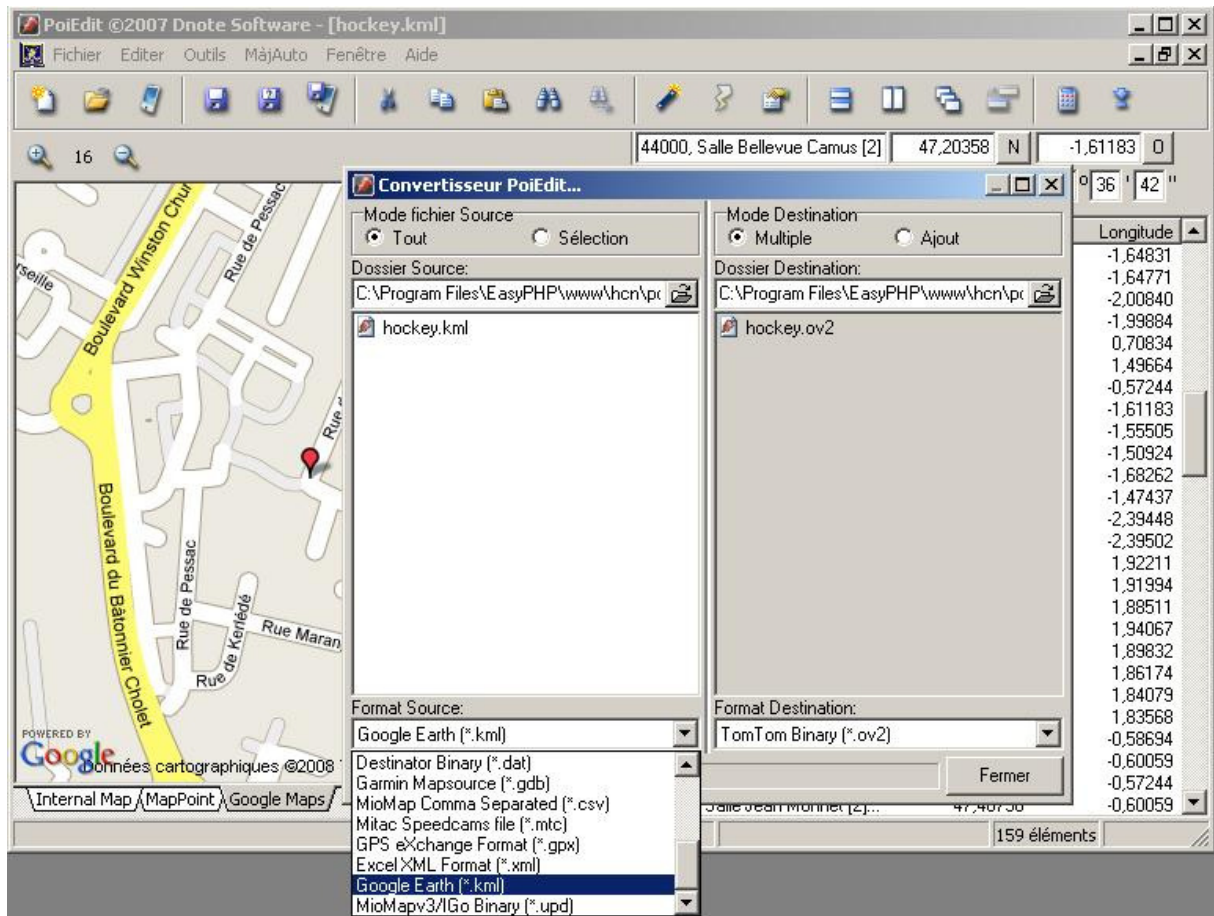 PoiEdit ©2007 Dnote Software - [hockey.kml]
Fichier Editer Outils MàjAuto Fenêtre Aide
16
44000, Salle Bellevue Camus [2] 47,20358 N -1,61183 O
º 36 ' 42 "
Boulevard Winston Chur
Rue de Pessac
Rue
Boulevard du Bâtonnier Cholet
Rue de Pessac
Rue de Kerlédé
Rue Maran
Rue
POWERED BY
Google
Données cartographiques ©2008
Internal Map MapPoint Google Maps
Convertisseur PoiEdit...
Mode fichier Source
Tout Sélection
Dossier Source:
C:\Program Files\EasyPHP\www\hcn\po
hockey.kml
Format Source:
Google Earth (*.kml)
Destinator Binary (*.dat)
Garmin Mapsource (*.gdb)
MioMap Comma Separated (*.csv)
Mitac Speedcams file (*.mtc)
GPS eXchange Format (*.gpx)
Excel XML Format (*.xml)
Google Earth (*.kml)
MioMapv3/IGo Binary (*.upd)
Mode Destination
Multiple Ajout
Dossier Destination:
C:\Program Files\EasyPHP\www\hcn\po
hockey.ov2
Format Destination:
TomTom Binary (*.ov2)
Fermer
Longitude
-1,64831
-1,64771
-2,00840
-1,99884
0,70834
1,49664
-0,57244
-1,61183
-1,55505
-1,50924
-1,68262
-1,47437
-2,39448
-2,39502
1,92211
1,91994
1,88511
1,94067
1,89832
1,86174
1,84079
1,83568
-0,58694
-0,60059
-0,57244
-0,60059
159 éléments